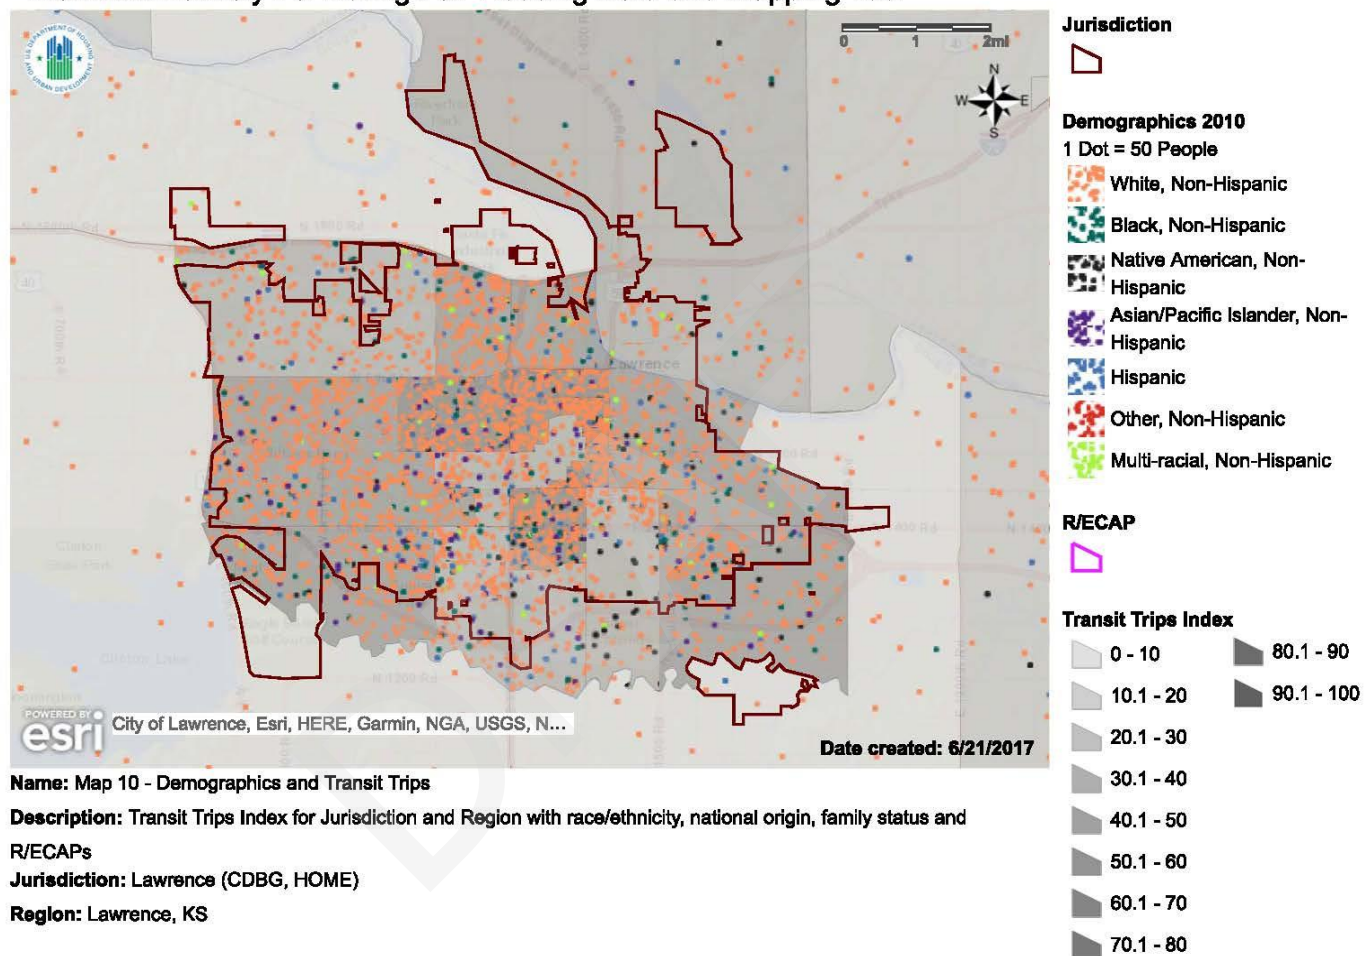 0 1 2mi
N
W E
S
Lawrence
N 1200 Rd
POWERED BY
esri
City of Lawrence, Esri, HERE, Garmin, NGA, USGS, N...
Date created: 6/21/2017
Name: Map 10 - Demographics and Transit Trips
Description: Transit Trips Index for Jurisdiction and Region with race/ethnicity, national origin, family status and
R/ECAPs
Jurisdiction: Lawrence (CDBG, HOME)
Region: Lawrence, KS
Jurisdiction
Demographics 2010
1 Dot = 50 People
White, Non-Hispanic
Black, Non-Hispanic
Native American, Non-
Hispanic
Asian/Pacific Islander, Non-
Hispanic
Hispanic
Other, Non-Hispanic
Multi-racial, Non-Hispanic
R/ECAP
Transit Trips Index
0 - 10
10.1 - 20
20.1 - 30
30.1 - 40
40.1 - 50
50.1 - 60
60.1 - 70
70.1 - 80
80.1 - 90
90.1 - 100